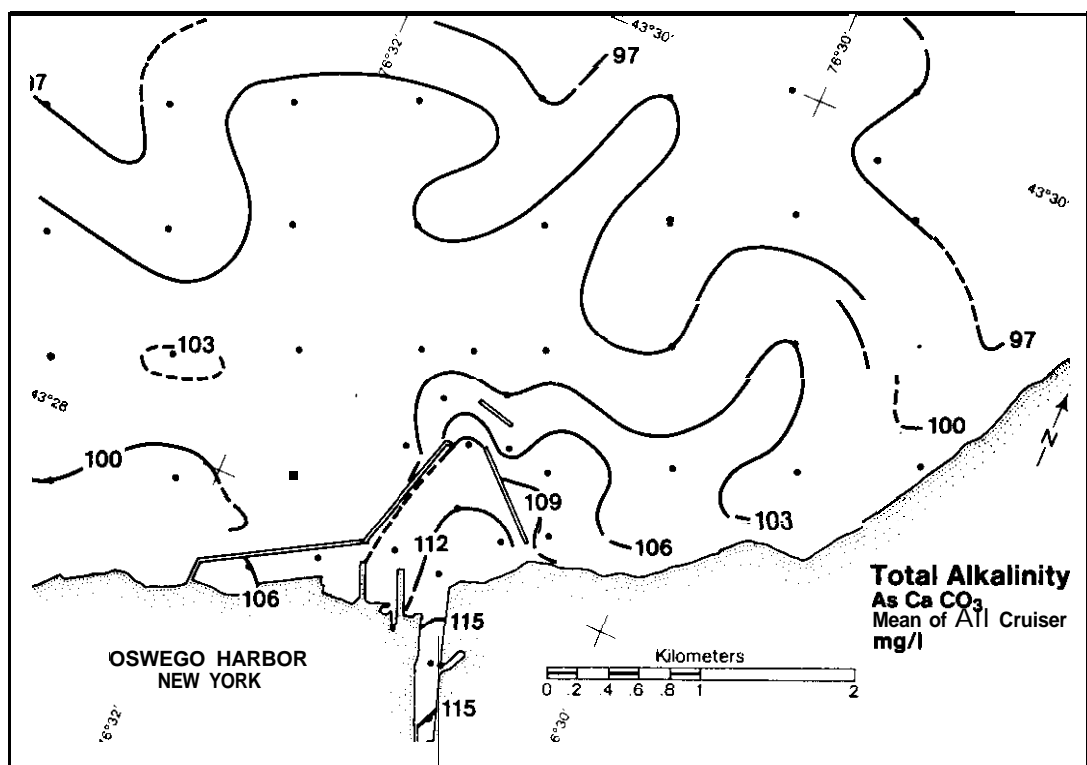 76°32'
43°30'
97
76°30'
97
43°30'
103
97
43°28
100
100
N
109
103
112
106
106
115
Total Alkalinity
As Ca CO3
Mean of All Cruiser
mg/l
OSWEGO HARBOR
NEW YORK
Kilometers
0 .2 .4 .6 .8 1 2
115
76°32'
6°30'